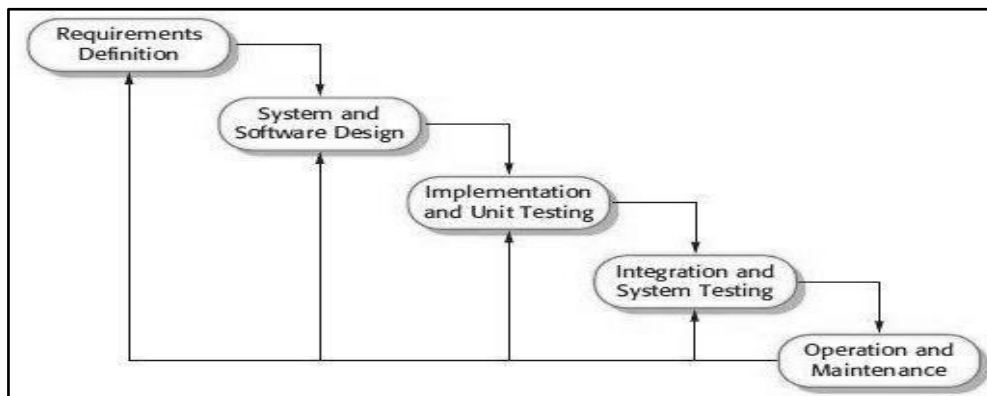 Requirements
Definition
System and
Software Design
Implementation
and Unit Testing
Integration and
System Testing
Operation and
Maintenance